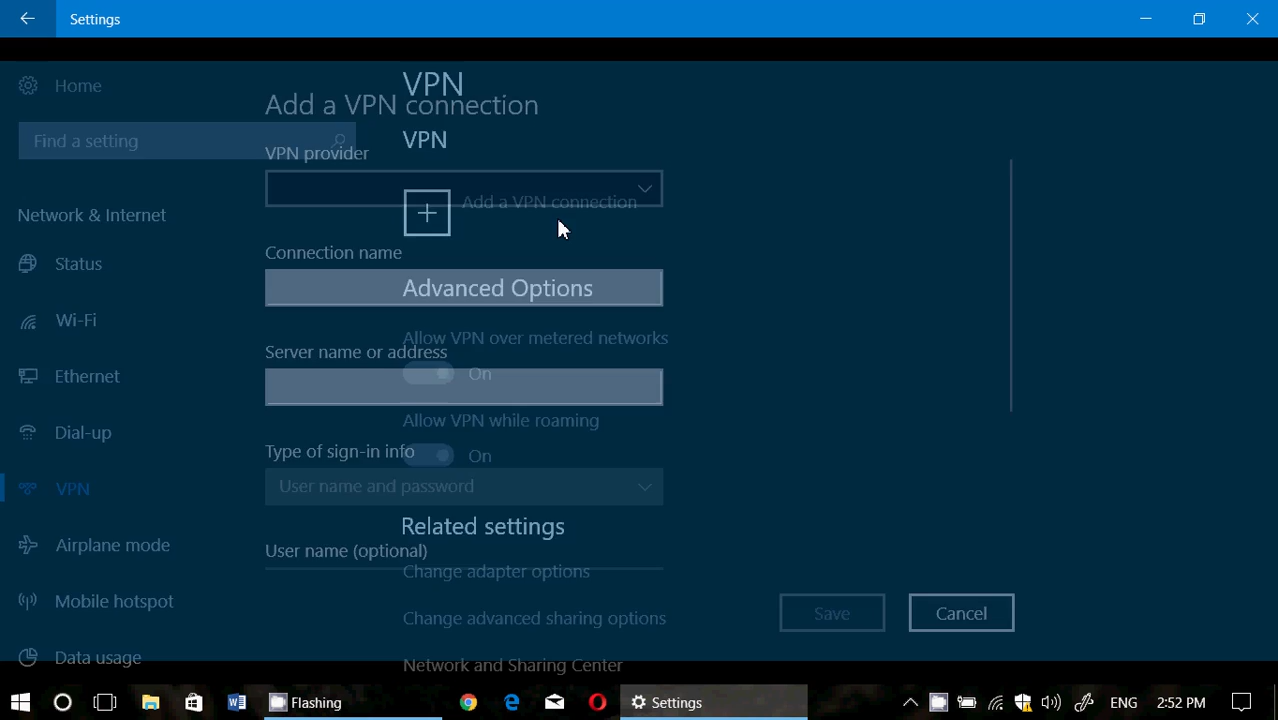 Settings
Home
Find a setting
Network & Internet
Status
Wi-Fi
Ethernet
Dial-up
VPN
Airplane mode
Mobile hotspot
Data usage
VPN
VPN
Add a VPN connection
Advanced Options
Allow VPN over metered networks
On
Allow VPN while roaming
On
Related settings
Change adapter options
Change advanced sharing options
Network and Sharing Center
Add a VPN connection
VPN provider
Connection name
Server name or address
Type of sign-in info
User name and password
User name (optional)
Save
Cancel
Flashing
Settings
ENG
2:52 PM